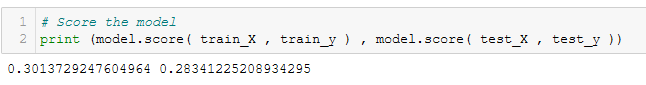 1 # Score the model
2 print (model.score( train_X , train_y ) , model.score( test_X , test_y ))
0.3013729247604964 0.28341225208934295